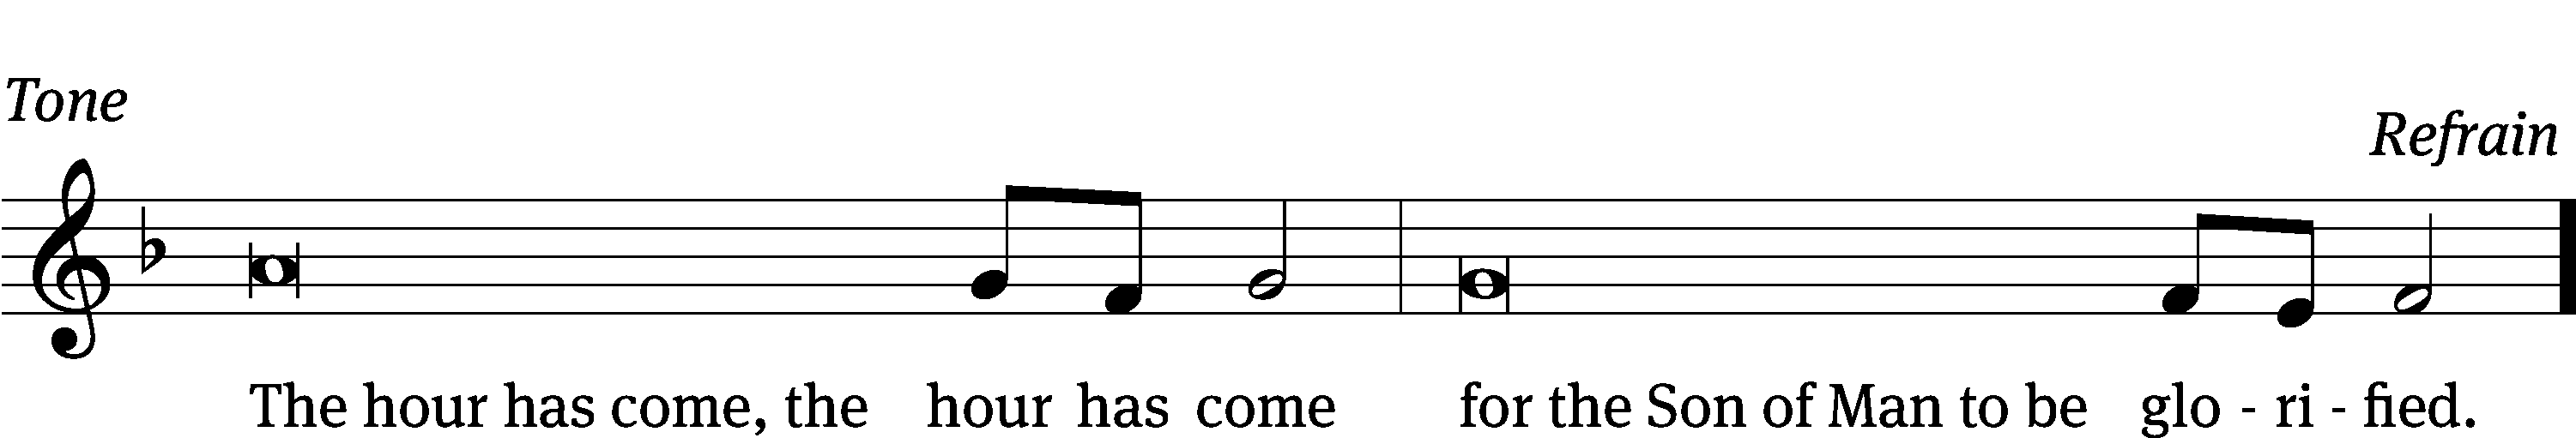 Tone
Refrain
The hour has come, the hour has come for the Son of Man to be glo - ri - fied.